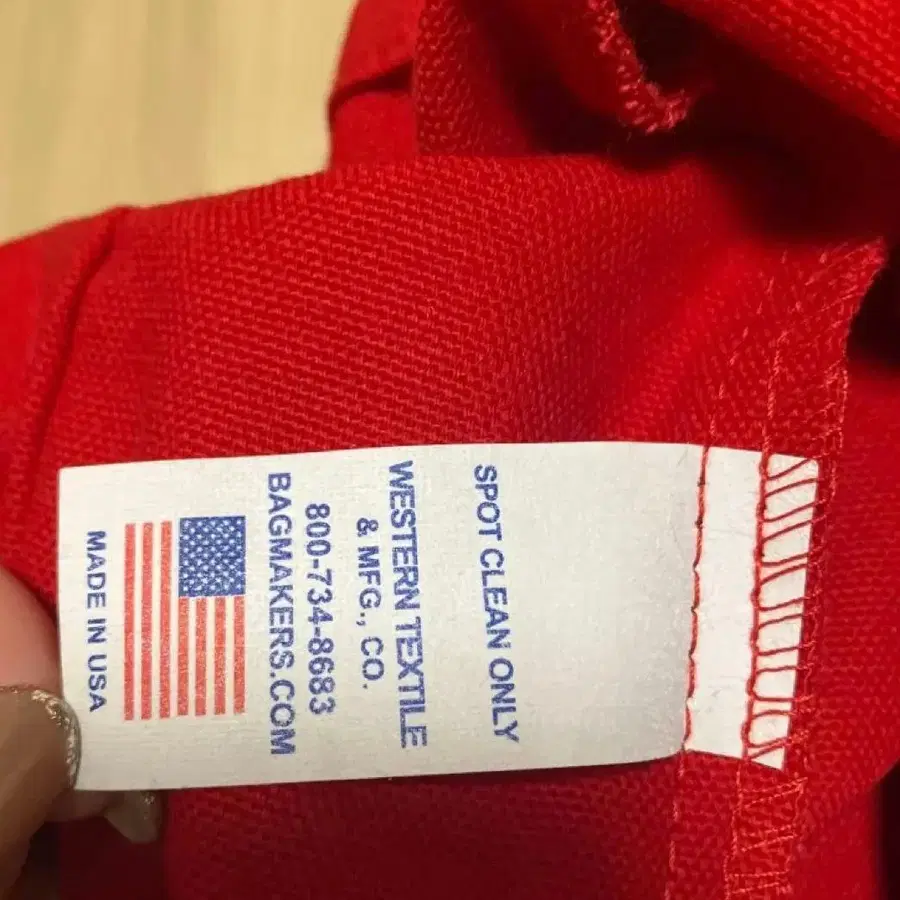 SPOT CLEAN ONLY
WESTERN TEXTILE
& MFG., CO.
800-734-8683
BAGMAKERS.COM
MADE IN USA